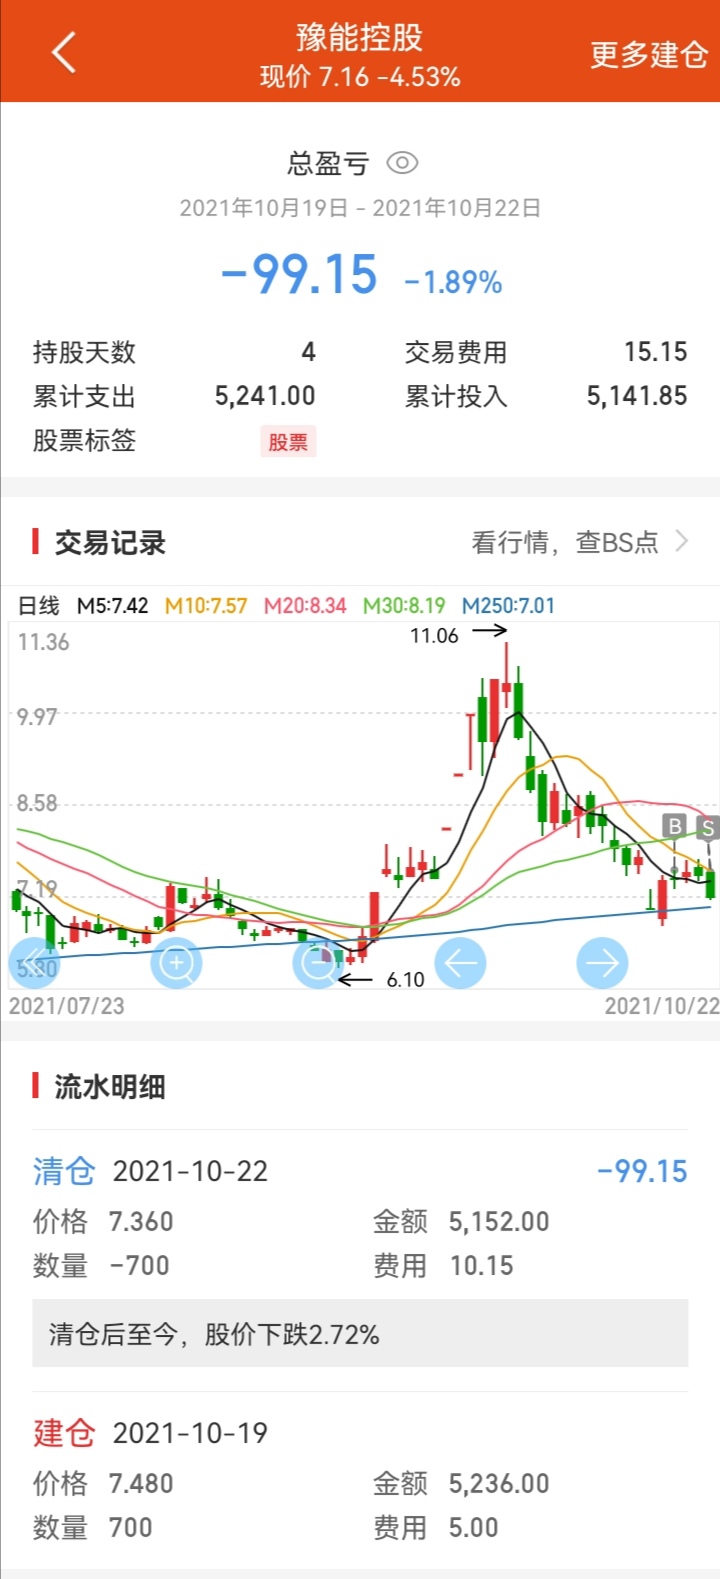 豫能控股
现价 7.16 -4.53%
更多建仓
总盈亏
2021年10月19日 - 2021年10月22日
-99.15 -1.89%
持股天数 4 交易费用 15.15
累计支出 5,241.00 累计投入 5,141.85
股票标签 股票
交易记录 看行情，查BS点
日线 M5:7.42 M10:7.57 M20:8.34 M30:8.19 M250:7.01
11.36
11.06
9.97
8.58
B S
7.19
5.80
6.10
2021/07/23 2021/10/22
流水明细
清仓 2021-10-22 -99.15
价格 7.360 金额 5,152.00
数量 -700 费用 10.15
清仓后至今，股价下跌2.72%
建仓 2021-10-19
价格 7.480 金额 5,236.00
数量 700 费用 5.00